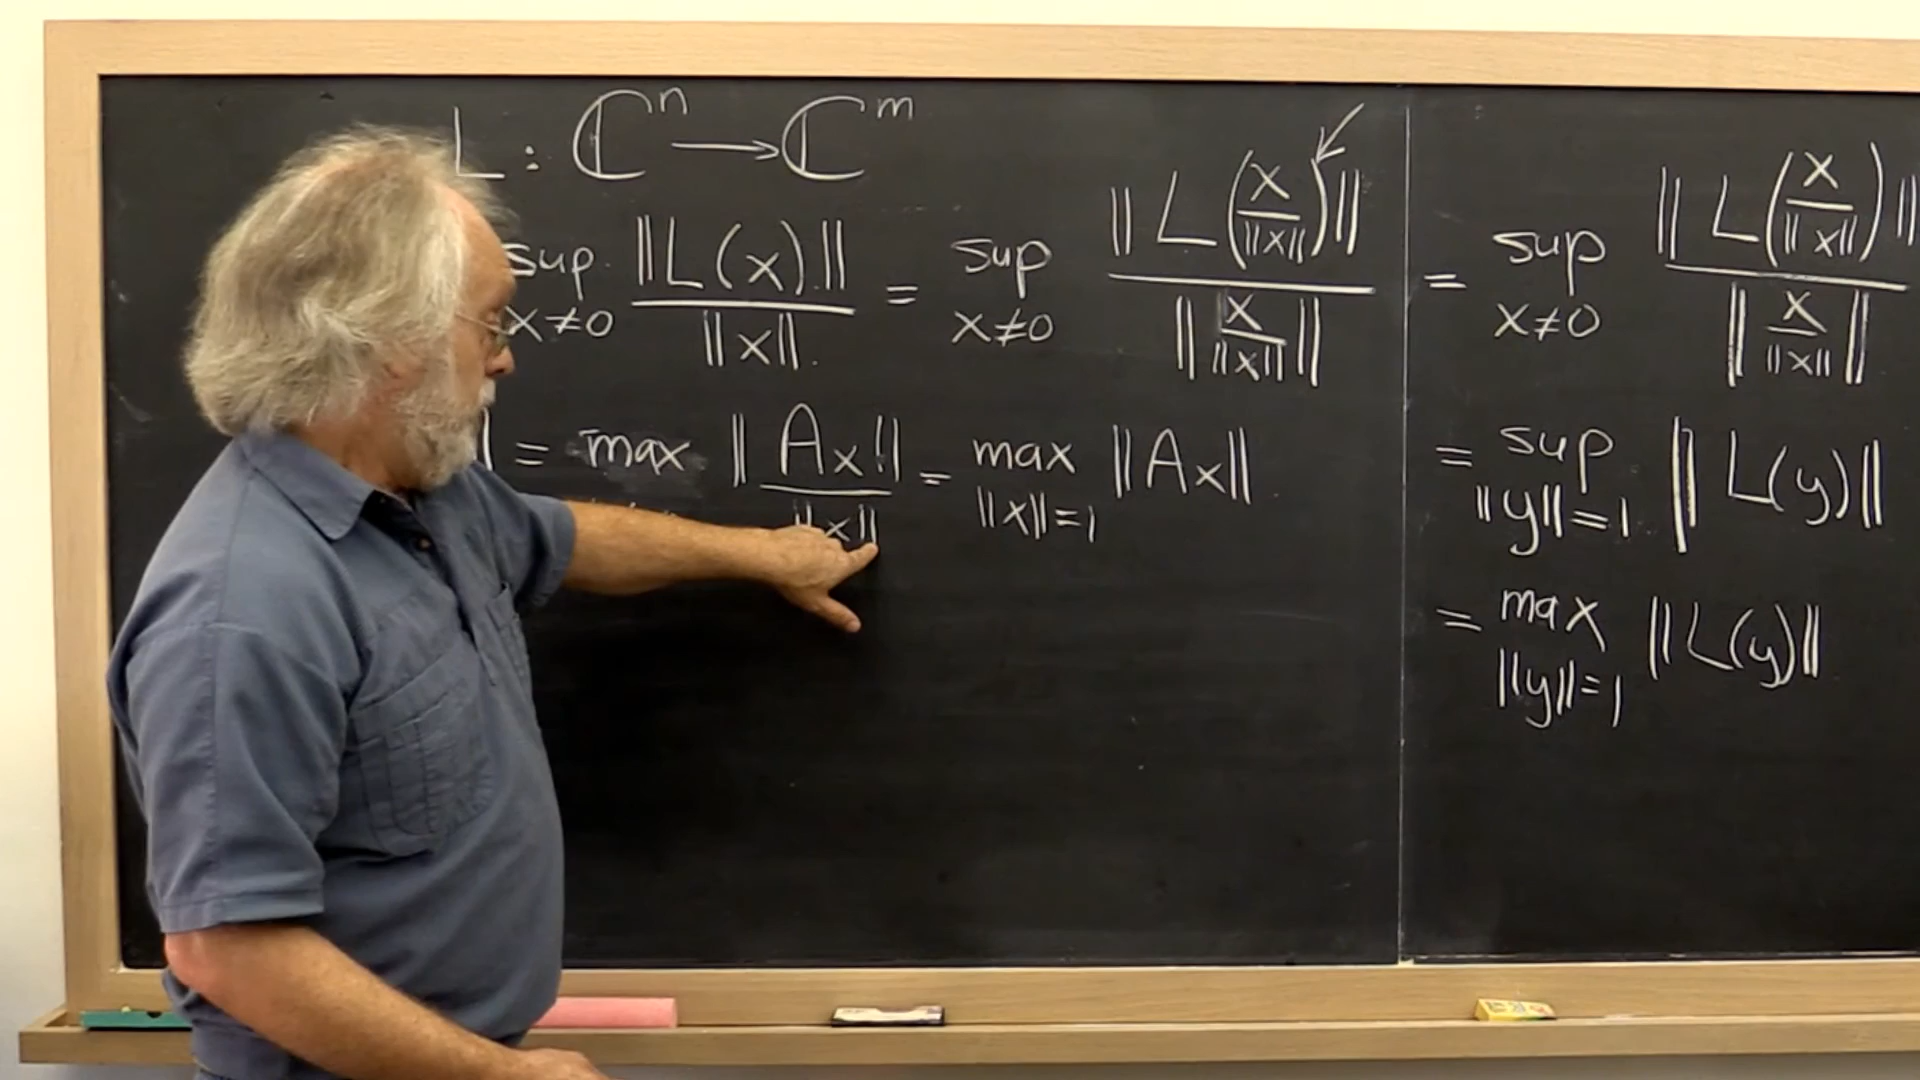 L : ℂⁿ → ℂᵐ
sup x≠0 ‖L(x)‖ / ‖x‖ = sup x≠0 ‖L(x/‖x‖)‖ / ‖x/‖x‖‖
‖ = max ‖Ax‖ / ‖x‖ = max ‖x‖=1 ‖Ax‖
= sup x≠0 ‖L(x/‖x‖)‖ / ‖x/‖x‖‖
= sup ‖y‖=1 ‖L(y)‖
= max ‖y‖=1 ‖L(y)‖